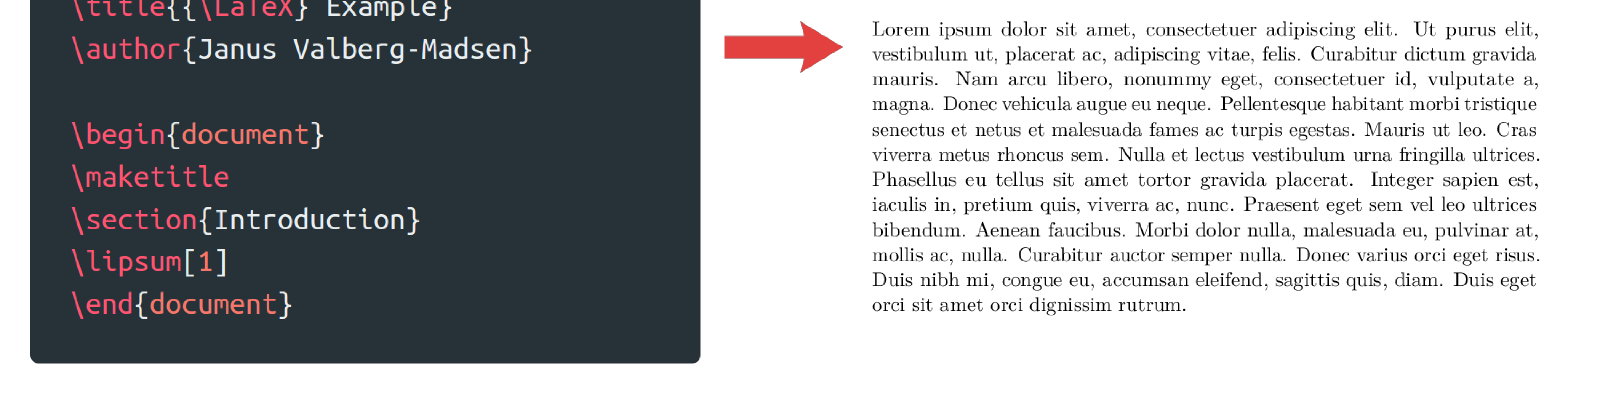 \title{{\LaTeX} Example}
\author{Janus Valberg-Madsen}
\begin{document}
\maketitle
\section{Introduction}
\lipsum[1]
\end{document}
Lorem ipsum dolor sit amet, consectetuer adipiscing elit. Ut purus elit,
vestibulum ut, placerat ac, adipiscing vitae, felis. Curabitur dictum gravida
mauris. Nam arcu libero, nonummy eget, consectetuer id, vulputate a,
magna. Donec vehicula augue eu neque. Pellentesque habitant morbi tristique
senectus et netus et malesuada fames ac turpis egestas. Mauris ut leo. Cras
viverra metus rhoncus sem. Nulla et lectus vestibulum urna fringilla ultrices.
Phasellus eu tellus sit amet tortor gravida placerat. Integer sapien est,
iaculis in, pretium quis, viverra ac, nunc. Praesent eget sem vel leo ultrices
bibendum. Aenean faucibus. Morbi dolor nulla, malesuada eu, pulvinar at,
mollis ac, nulla. Curabitur auctor semper nulla. Donec varius orci eget risus.
Duis nibh mi, congue eu, accumsan eleifend, sagittis quis, diam. Duis eget
orci sit amet orci dignissim rutrum.